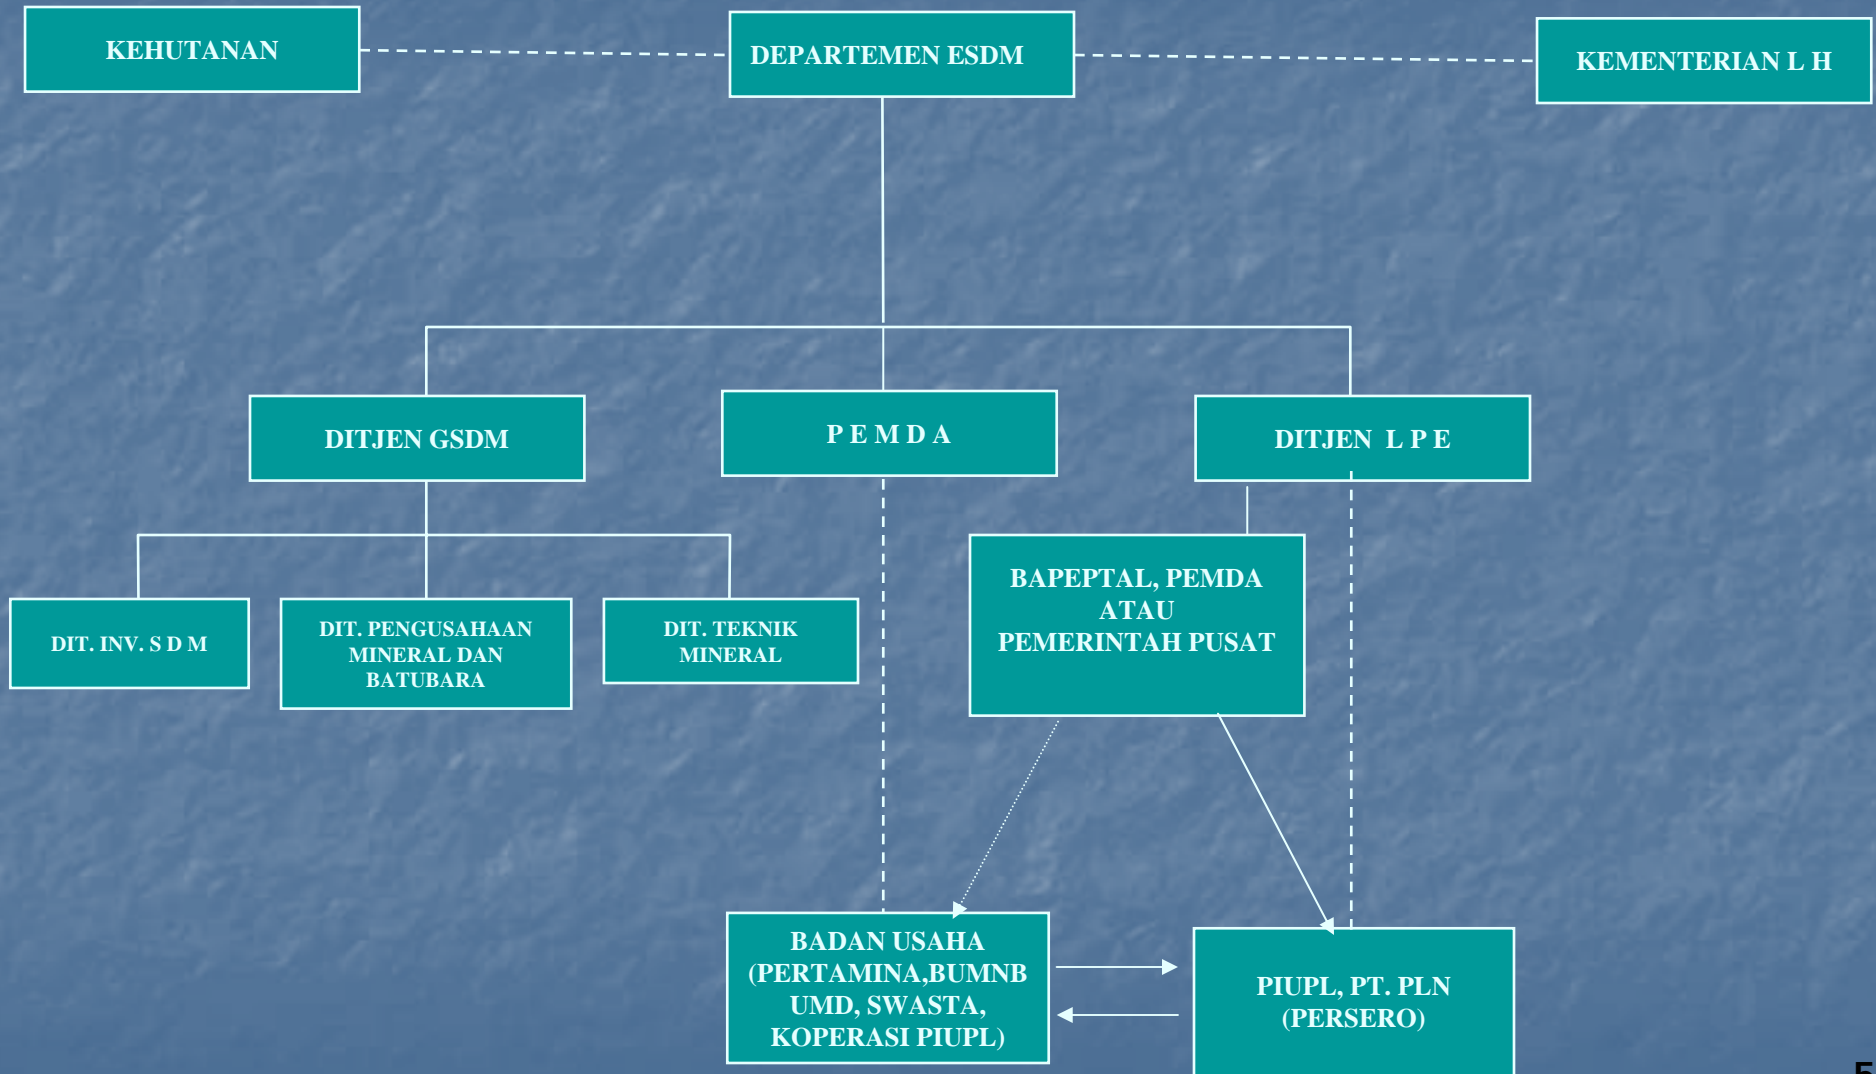 KEHUTANAN
DEPARTEMEN ESDM
KEMENTERIAN L H
DITJEN GSDM
P E M D A
DITJEN L P E
DIT. INV. S D M
DIT. PENGUSAHAAN
MINERAL DAN
BATUBARA
DIT. TEKNIK
MINERAL
BAPEPTAL, PEMDA
ATAU
PEMERINTAH PUSAT
BADAN USAHA
(PERTAMINA,BUMNB
UMD, SWASTA,
KOPERASI PIUPL)
PIUPL, PT. PLN
(PERSERO)